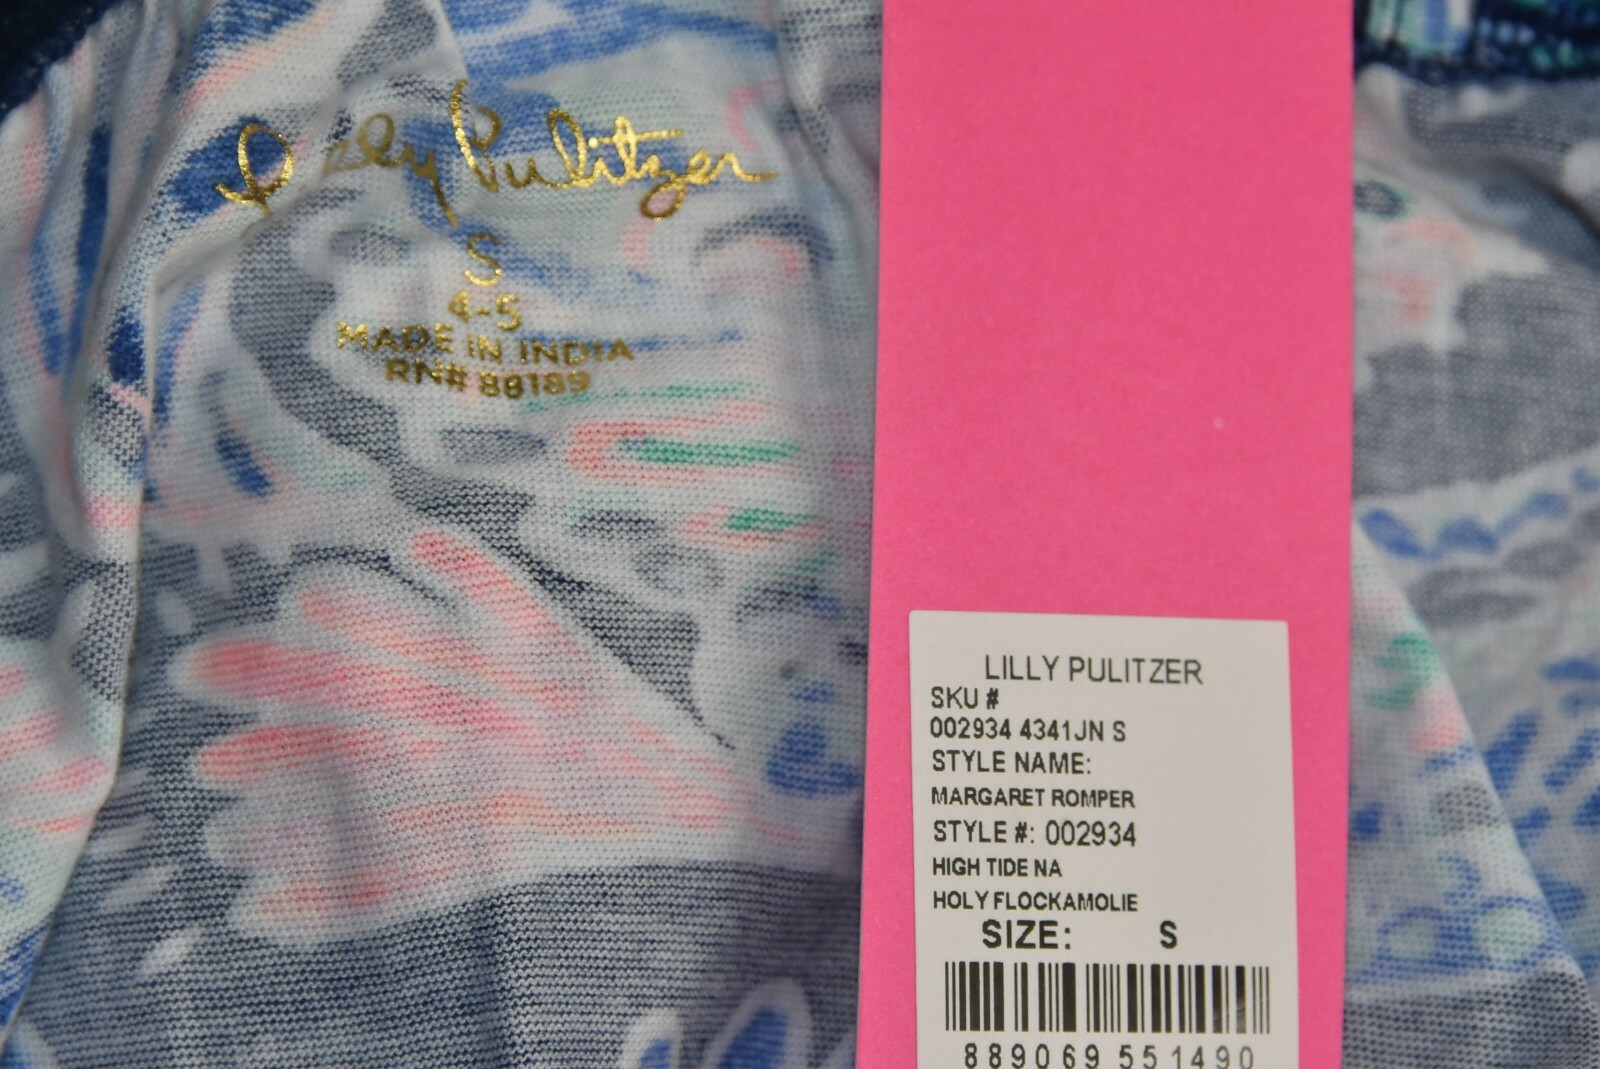 Lilly Pulitzer
S
4-5
MADE IN INDIA
RN# 88189
LILLY PULITZER
SKU #
002934 4341JN S
STYLE NAME:
MARGARET ROMPER
STYLE #: 002934
HIGH TIDE NA
HOLY FLOCKAMOLIE
SIZE: S
889069 551490